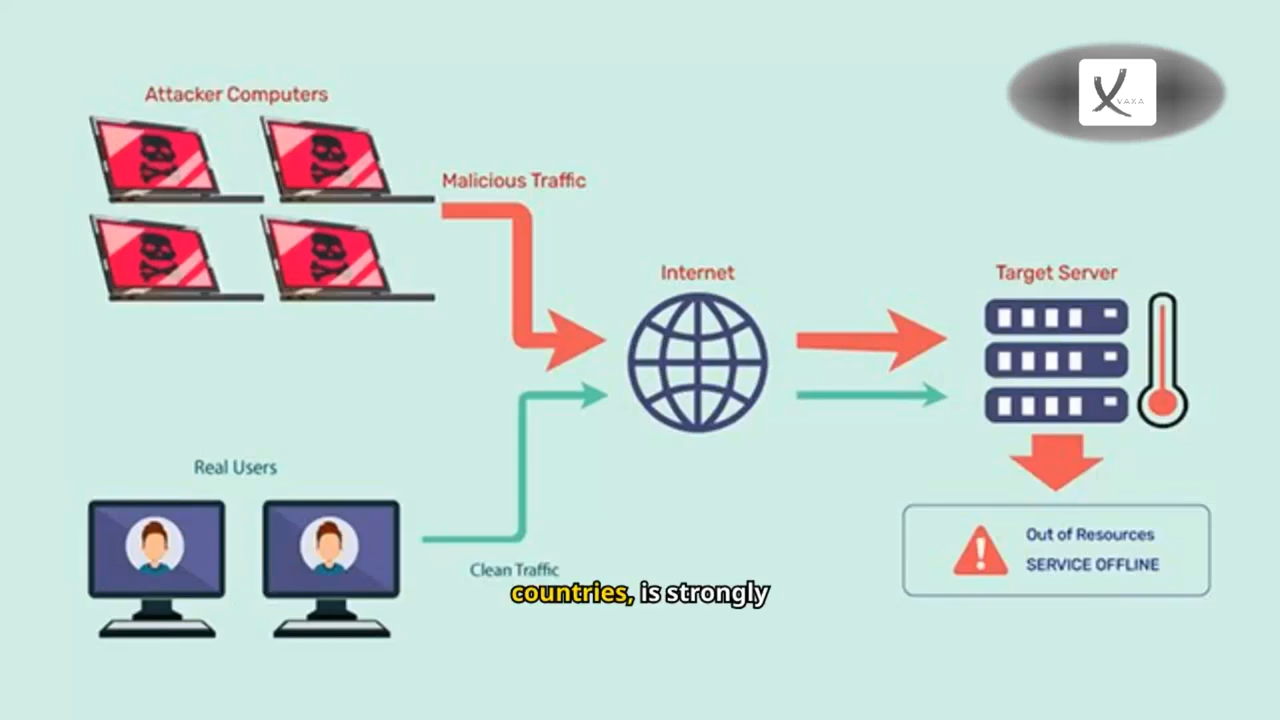 Attacker Computers
VAXA
Malicious Traffic
Internet
Target Server
Real Users
Out of Resources
SERVICE OFFLINE
Clean Traffic
countries, is strongly